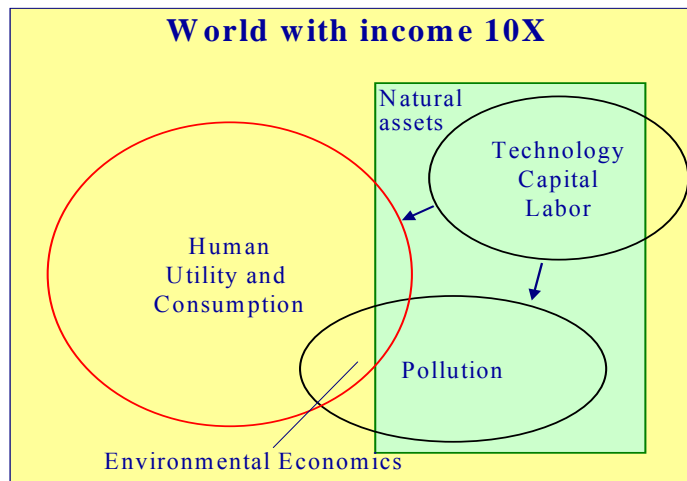 World with income 10X
Natural
assets
Technology
Capital
Labor
Human
Utility and
Consumption
Pollution
Environmental Economics